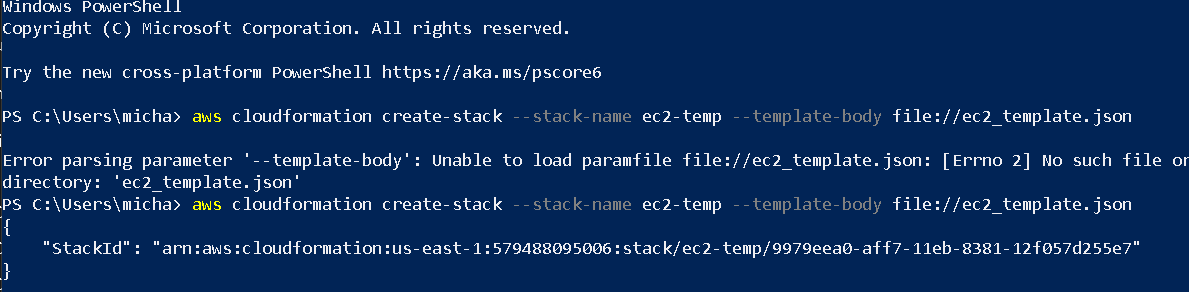 Windows PowerShell
Copyright (C) Microsoft Corporation. All rights reserved.
Try the new cross-platform PowerShell https://aka.ms/pscore6
PS C:\Users\micha> aws cloudformation create-stack --stack-name ec2-temp --template-body file://ec2_template.json
Error parsing parameter '--template-body': Unable to load paramfile file://ec2_template.json: [Errno 2] No such file or
directory: 'ec2_template.json'
PS C:\Users\micha> aws cloudformation create-stack --stack-name ec2-temp --template-body file://ec2_template.json
{
"StackId": "arn:aws:cloudformation:us-east-1:579488095006:stack/ec2-temp/9979eea0-aff7-11eb-8381-12f057d255e7"
}